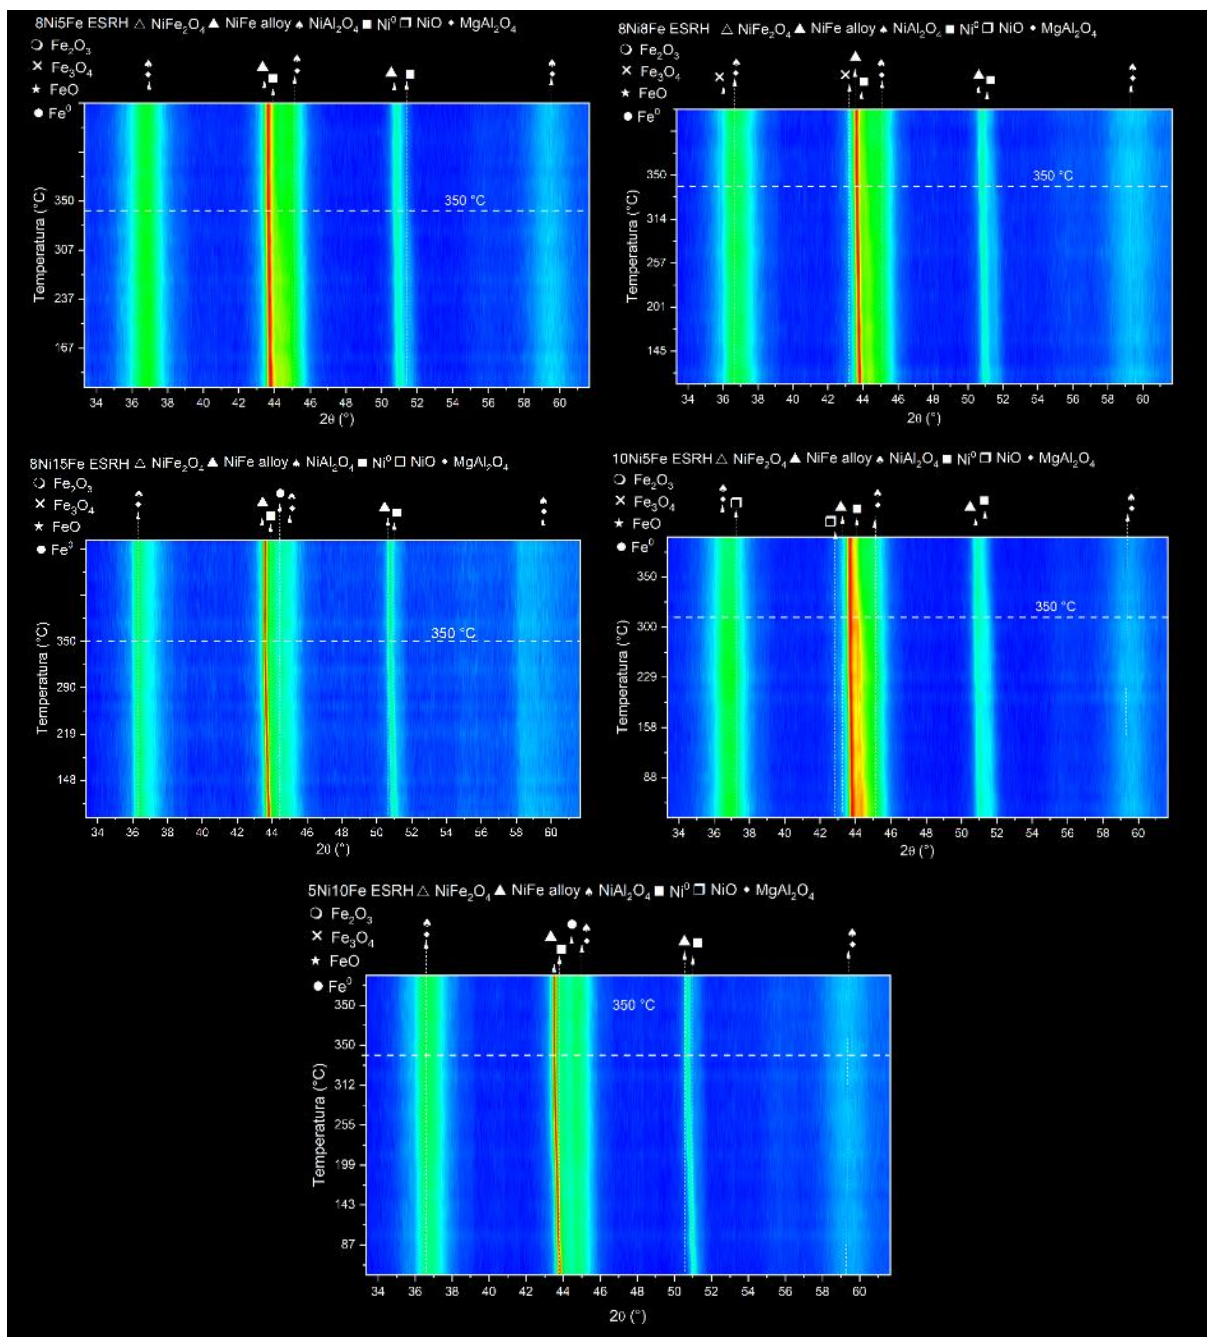 8Ni5Fe ESRH △ NiFe₂O₄ ▲ NiFe alloy ♠ NiAl₂O₄ ■ Ni⁰ ❒ NiO ⬥ MgAl₂O₄
❍ Fe₂O₃
✕ Fe₃O₄
★ FeO
● Fe⁰
Temperatura (°C)
350
307
237
167
350 °C
34 36 38 40 42 44 46 48 50 52 54 56 58 60
2θ (°)
8Ni8Fe ESRH △ NiFe₂O₄ ▲ NiFe alloy ♠ NiAl₂O₄ ■ Ni⁰ ❒ NiO ⬥ MgAl₂O₄
❍ Fe₂O₃
✕ Fe₃O₄
★ FeO
● Fe⁰
Temperatura (°C)
350
314
257
201
145
350 °C
34 36 38 40 42 44 46 48 50 52 54 56 58 60
2θ (°)
8Ni15Fe ESRH △ NiFe₂O₄ ▲ NiFe alloy ♠ NiAl₂O₄ ■ Ni⁰ ☐ NiO ⬥ MgAl₂O₄
❍ Fe₂O₃
✕ Fe₃O₄
★ FeO
● Fe⁰
Temperatura (°C)
350
290
219
148
350 °C
34 36 38 40 42 44 46 48 50 52 54 56 58 60
2θ (°)
10Ni5Fe ESRH △ NiFe₂O₄ ▲ NiFe alloy ♠ NiAl₂O₄ ■ Ni⁰ ❒ NiO ⬥ MgAl₂O₄
❍ Fe₂O₃
✕ Fe₃O₄
★ FeO
● Fe⁰
Temperatura (°C)
350
300
229
158
88
350 °C
34 36 38 40 42 44 46 48 50 52 54 56 58 60
2θ (°)
5Ni10Fe ESRH △ NiFe₂O₄ ▲ NiFe alloy ♠ NiAl₂O₄ ■ Ni⁰ ❒ NiO ⬥ MgAl₂O₄
❍ Fe₂O₃
✕ Fe₃O₄
★ FeO
● Fe⁰
Temperatura (°C)
350
350
312
255
199
143
87
350 °C
34 36 38 40 42 44 46 48 50 52 54 56 58 60
2θ (°)